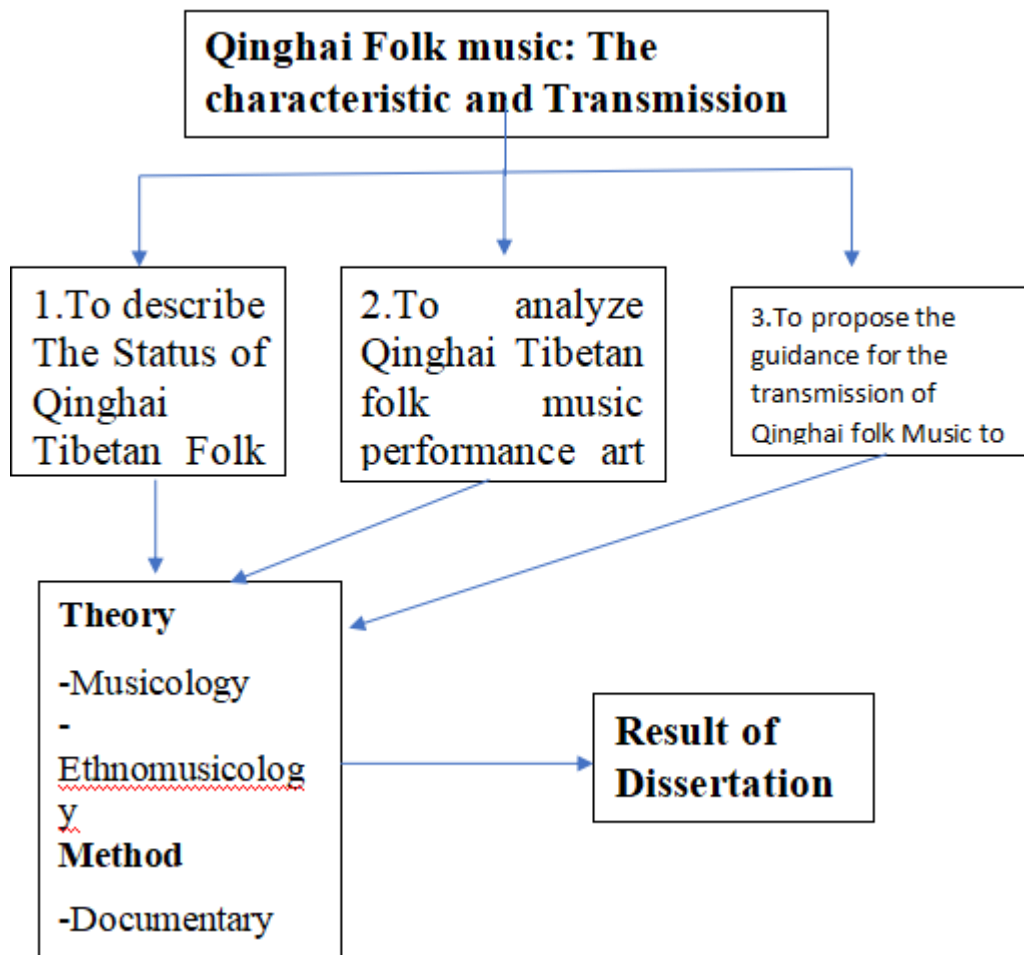 Qinghai Folk music: The
characteristic and Transmission
1.To describe
The Status of
Qinghai
Tibetan Folk
2.To analyze
Qinghai Tibetan
folk music
performance art
3.To propose the
guidance for the
transmission of
Qinghai folk Music to
Theory
-Musicology
-
Ethnomusicolog
y
Method
-Documentary
Result of
Dissertation